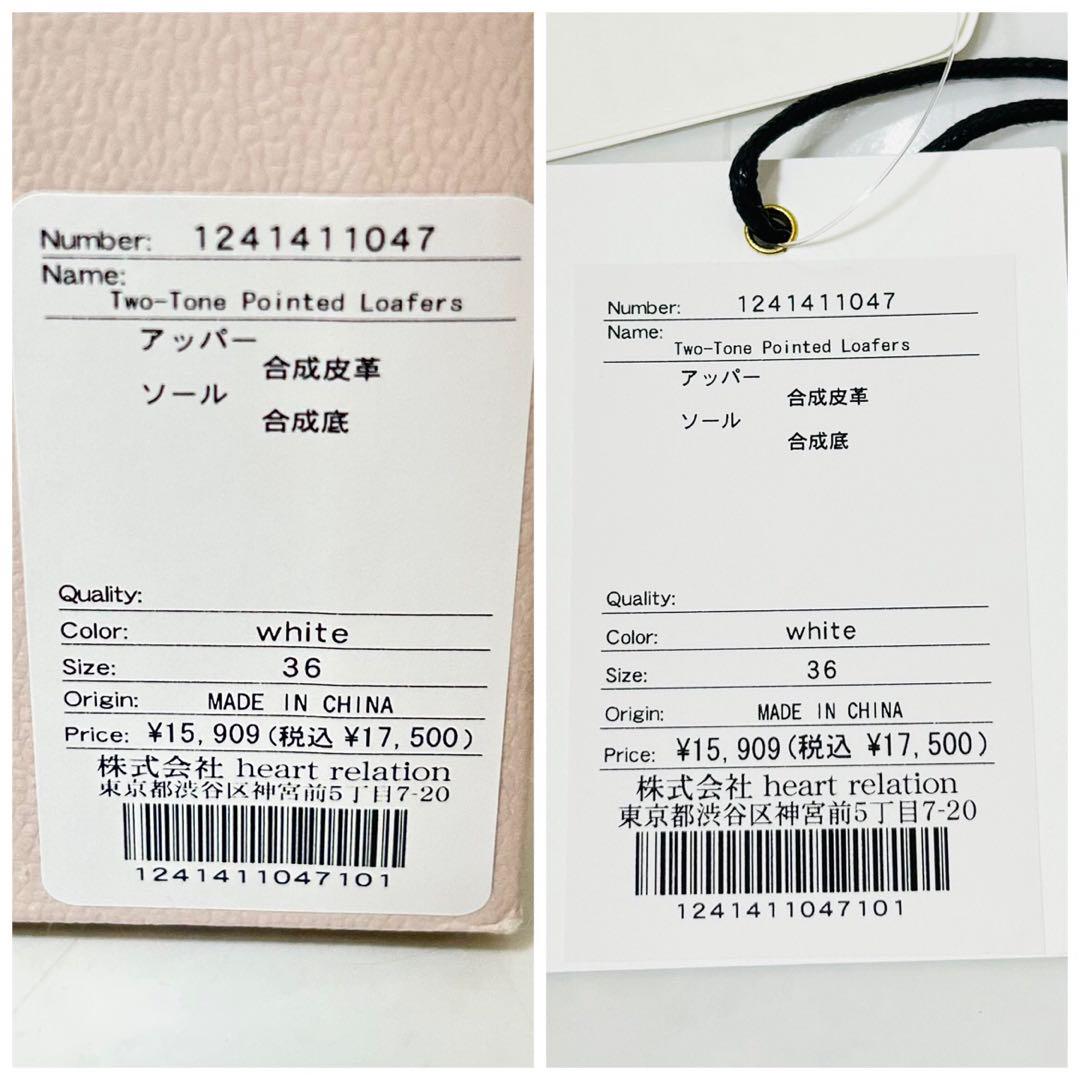 Number: 1241411047
Name:
Two-Tone Pointed Loafers
アッパー
合成皮革
ソール
合成底
Quality:
Color: white
Size: 36
Origin: MADE IN CHINA
Price: ¥15,909(税込 ¥17,500)
株式会社 heart relation
東京都渋谷区神宮前5丁目7-20
1241411047101
Number: 1241411047
Name:
Two-Tone Pointed Loafers
アッパー
合成皮革
ソール
合成底
Quality:
Color: white
Size: 36
Origin: MADE IN CHINA
Price: ¥15,909(税込 ¥17,500)
株式会社 heart relation
東京都渋谷区神宮前5丁目7-20
1241411047101